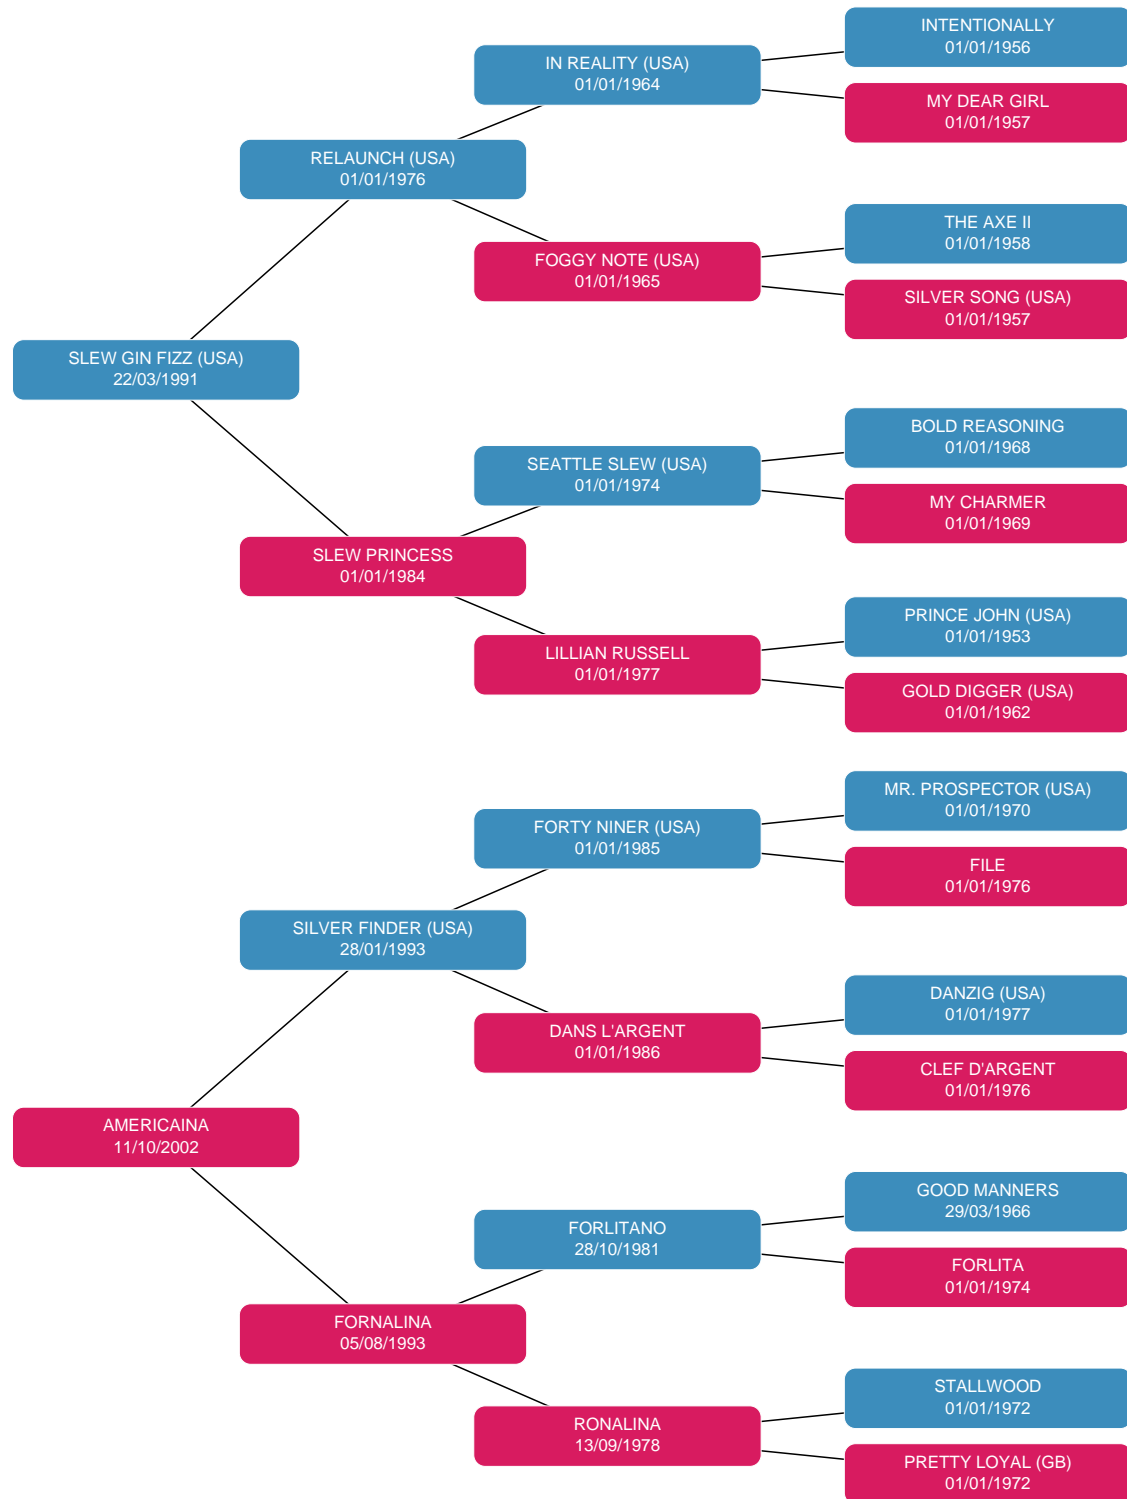 INTENTIONALLY
01/01/1956
IN REALITY (USA)
01/01/1964
MY DEAR GIRL
01/01/1957
RELAUNCH (USA)
01/01/1976
THE AXE II
01/01/1958
FOGGY NOTE (USA)
01/01/1965
SILVER SONG (USA)
01/01/1957
SLEW GIN FIZZ (USA)
22/03/1991
BOLD REASONING
01/01/1968
SEATTLE SLEW (USA)
01/01/1974
MY CHARMER
01/01/1969
SLEW PRINCESS
01/01/1984
PRINCE JOHN (USA)
01/01/1953
LILLIAN RUSSELL
01/01/1977
GOLD DIGGER (USA)
01/01/1962
MR. PROSPECTOR (USA)
01/01/1970
FORTY NINER (USA)
01/01/1985
FILE
01/01/1976
SILVER FINDER (USA)
28/01/1993
DANZIG (USA)
01/01/1977
DANS L'ARGENT
01/01/1986
CLEF D'ARGENT
01/01/1976
AMERICAINA
11/10/2002
GOOD MANNERS
29/03/1966
FORLITANO
28/10/1981
FORLITA
01/01/1974
FORNALINA
05/08/1993
STALLWOOD
01/01/1972
RONALINA
13/09/1978
PRETTY LOYAL (GB)
01/01/1972